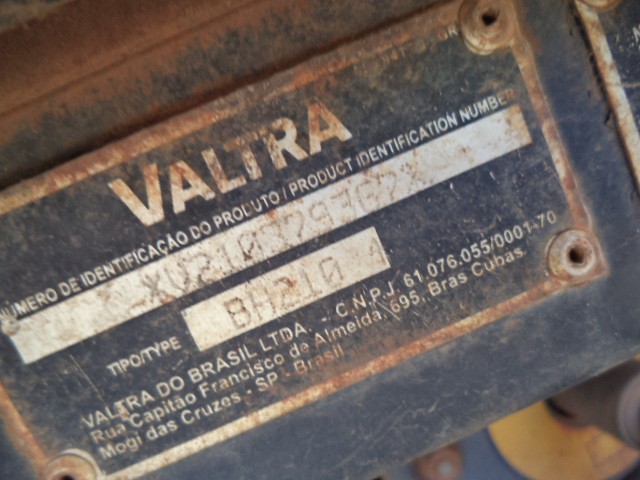 VALTRA
NÚMERO DE IDENTIFICAÇÃO DO PRODUTO / PRODUCT IDENTIFICATION NUMBER
TIPO/TYPE BH210 4
VALTRA DO BRASIL LTDA. - C.N.P.J. 61.076.055/0001-70
Rua Capitão Francisco de Almeida, 695, Bras Cubas.
Mogi das Cruzes - SP - Brasil